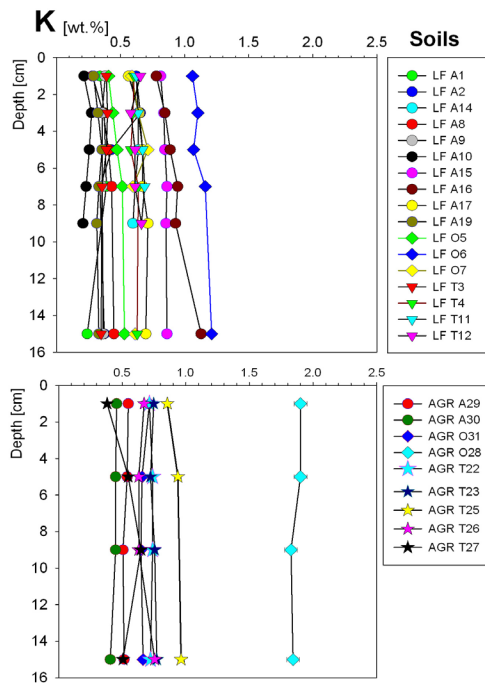 K [wt.%]
0.5 1.0 1.5 2.0 2.5
Soils
Depth [cm]
0
2
4
6
8
10
12
14
16
LF A1
LF A2
LF A14
LF A8
LF A9
LF A10
LF A15
LF A16
LF A17
LF A19
LF O5
LF O6
LF O7
LF T3
LF T4
LF T11
LF T12
0.5 1.0 1.5 2.0 2.5
Depth [cm]
0
2
4
6
8
10
12
14
16
AGR A29
AGR A30
AGR O31
AGR O28
AGR T22
AGR T23
AGR T25
AGR T26
AGR T27